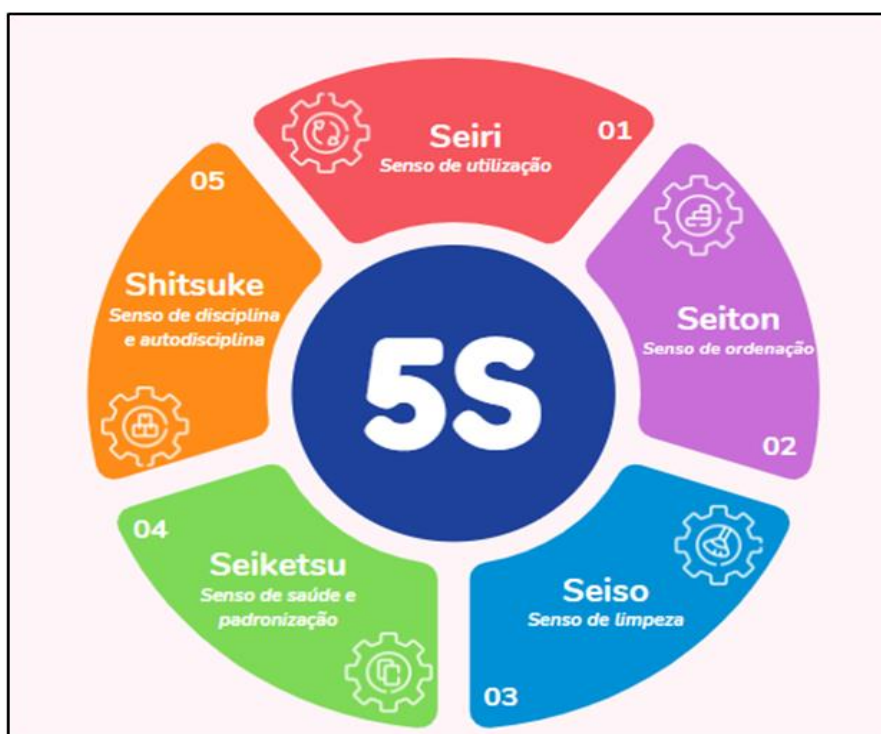 01
Seiri
Senso de utilização
Seiton
Senso de ordenação
02
Seiso
Senso de limpeza
03
04
Seiketsu
Senso de saúde e
padronização
05
Shitsuke
Senso de disciplina
e autodisciplina
5S